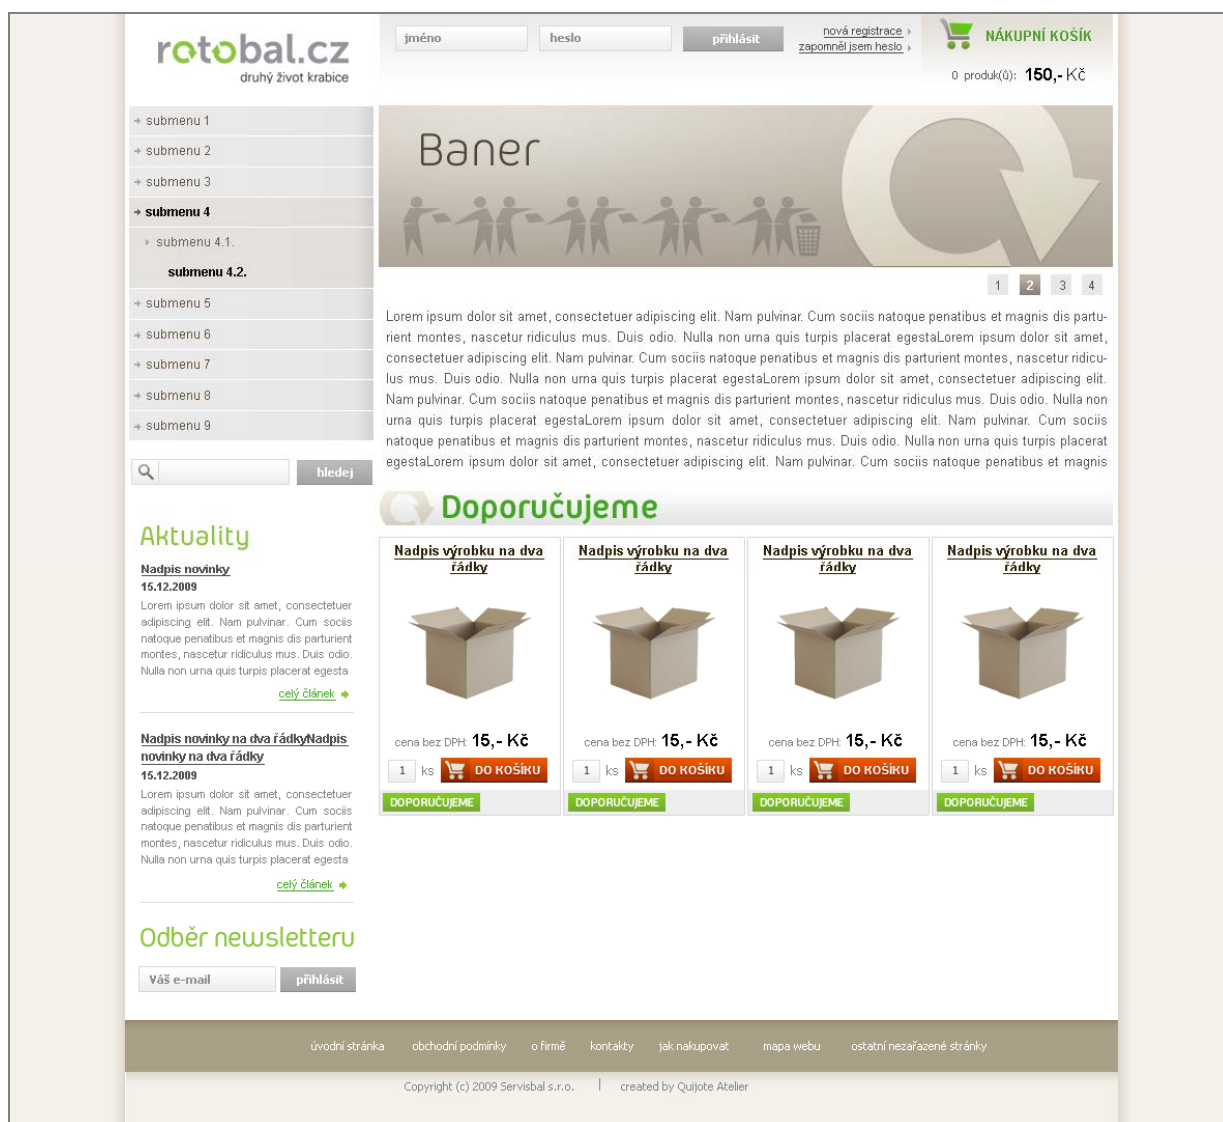 rotobal.cz
druhý život krabice
jméno
heslo
přihlásit
nová registrace
zapomněl jsem heslo
NÁKUPNÍ KOŠÍK
0 produk(ů): 150,- Kč
submenu 1
submenu 2
submenu 3
submenu 4
submenu 4.1.
submenu 4.2.
submenu 5
submenu 6
submenu 7
submenu 8
submenu 9
hledej
Baner
1 2 3 4
Lorem ipsum dolor sit amet, consectetuer adipiscing elit. Nam pulvinar. Cum sociis natoque penatibus et magnis dis partu-
rient montes, nascetur ridiculus mus. Duis odio. Nulla non urna quis turpis placerat egestaLorem ipsum dolor sit amet,
consectetuer adipiscing elit. Nam pulvinar. Cum sociis natoque penatibus et magnis dis parturient montes, nascetur ridicu-
lus mus. Duis odio. Nulla non urna quis turpis placerat egestaLorem ipsum dolor sit amet, consectetuer adipiscing elit.
Nam pulvinar. Cum sociis natoque penatibus et magnis dis parturient montes, nascetur ridiculus mus. Duis odio. Nulla non
urna quis turpis placerat egestaLorem ipsum dolor sit amet, consectetuer adipiscing elit. Nam pulvinar. Cum sociis
natoque penatibus et magnis dis parturient montes, nascetur ridiculus mus. Duis odio. Nulla non urna quis turpis placerat
egestaLorem ipsum dolor sit amet, consectetuer adipiscing elit. Nam pulvinar. Cum sociis natoque penatibus et magnis
Doporučujeme
Nadpis výrobku na dva
řádky
cena bez DPH: 15,- Kč
1 ks DO KOŠÍKU
DOPORUČUJEME
Nadpis výrobku na dva
řádky
cena bez DPH: 15,- Kč
1 ks DO KOŠÍKU
DOPORUČUJEME
Nadpis výrobku na dva
řádky
cena bez DPH: 15,- Kč
1 ks DO KOŠÍKU
DOPORUČUJEME
Nadpis výrobku na dva
řádky
cena bez DPH: 15,- Kč
1 ks DO KOŠÍKU
DOPORUČUJEME
Aktuality
Nadpis novinky
15.12.2009
Lorem ipsum dolor sit amet, consectetuer
adipiscing elit. Nam pulvinar. Cum sociis
natoque penatibus et magnis dis parturient
montes, nascetur ridiculus mus. Duis odio.
Nulla non urna quis turpis placerat egesta
celý článek
Nadpis novinky na dva řádkyNadpis
novinky na dva řádky
15.12.2009
Lorem ipsum dolor sit amet, consectetuer
adipiscing elit. Nam pulvinar. Cum sociis
natoque penatibus et magnis dis parturient
montes, nascetur ridiculus mus. Duis odio.
Nulla non urna quis turpis placerat egesta
celý článek
Odběr newsletteru
Váš e-mail
přihlásit
úvodní stránka obchodní podmínky o firmě kontakty jak nakupovat mapa webu ostatní nezařazené stránky
Copyright (c) 2009 Servisbal s.r.o. | created by Quijote Atelier